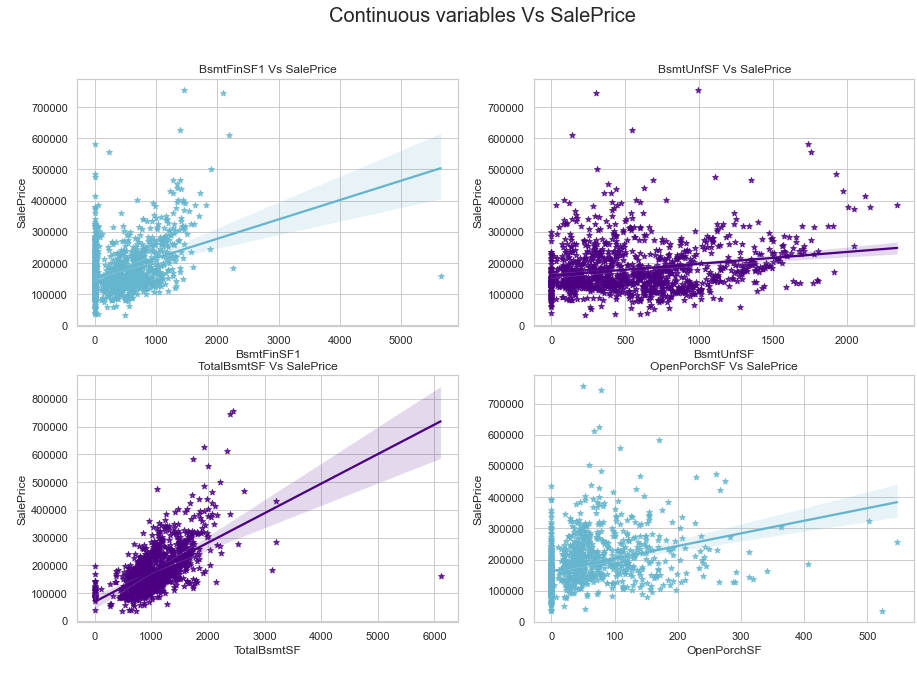 Continuous variables Vs SalePrice
BsmtFinSF1 Vs SalePrice
SalePrice
700000
600000
500000
400000
300000
200000
100000
0
0 1000 2000 3000 4000 5000
BsmtFinSF1
BsmtUnfSF Vs SalePrice
SalePrice
700000
600000
500000
400000
300000
200000
100000
0
0 500 1000 1500 2000
BsmtUnfSF
TotalBsmtSF Vs SalePrice
SalePrice
800000
700000
600000
500000
400000
300000
200000
100000
0
0 1000 2000 3000 4000 5000 6000
TotalBsmtSF
OpenPorchSF Vs SalePrice
SalePrice
700000
600000
500000
400000
300000
200000
100000
0
0 100 200 300 400 500
OpenPorchSF